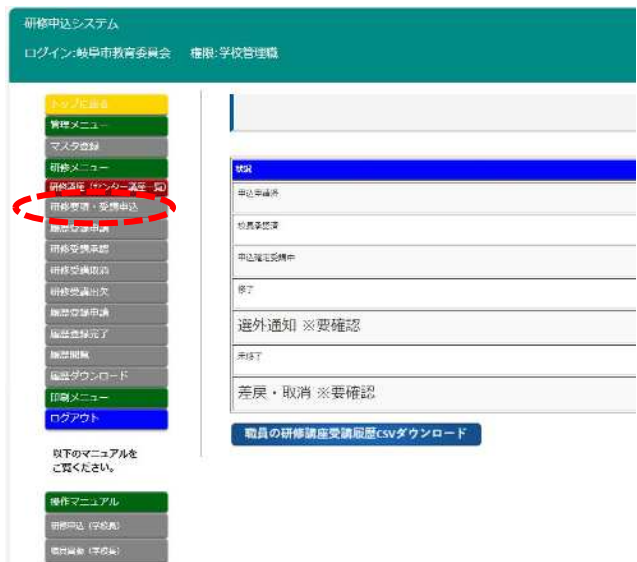 研修申込システム
ログイン:岐阜市教育委員会 権限:学校管理職
トップに戻る
管理メニュー
マスタ登録
研修メニュー
研修講座（センター講座一覧）
研修要請・受講申込
履歴登録申請
研修受講承認
研修受講取消
研修受講出欠
履歴登録申請
履歴登録完了
履歴閲覧
履歴ダウンロード
印刷メニュー
ログアウト
以下のマニュアルを
ご覧ください。
操作マニュアル
研修申込（学校長）
状況
申込申請済
校長承認済
申込確定受講中
修了
選外通知 ※要確認
未修了
差戻・取消 ※要確認
職員の研修講座受講履歴CSVダウンロード